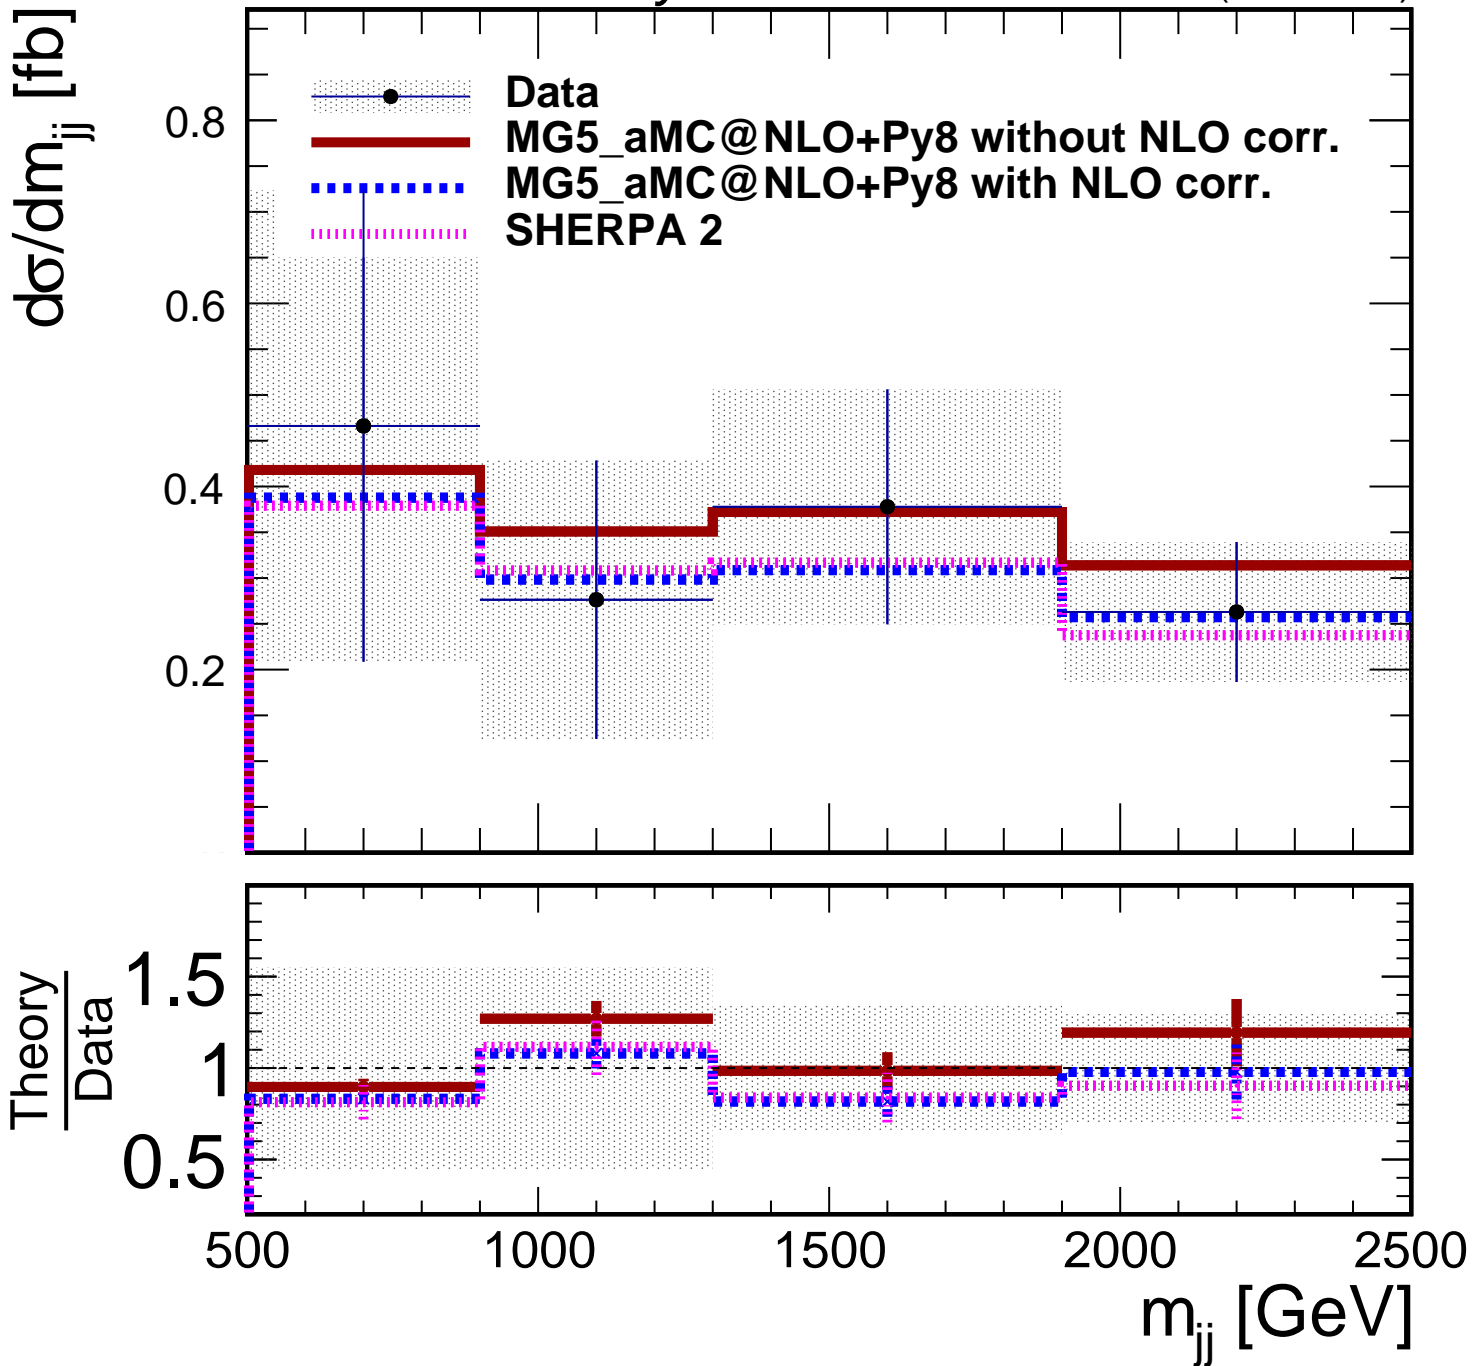 dσ/dm_jj [fb]
Data
MG5_aMC@NLO+Py8 without NLO corr.
MG5_aMC@NLO+Py8 with NLO corr.
SHERPA 2
0.8
0.6
0.4
0.2
Theory
Data
1.5
1
0.5
500 1000 1500 2000 2500
m_jj [GeV]